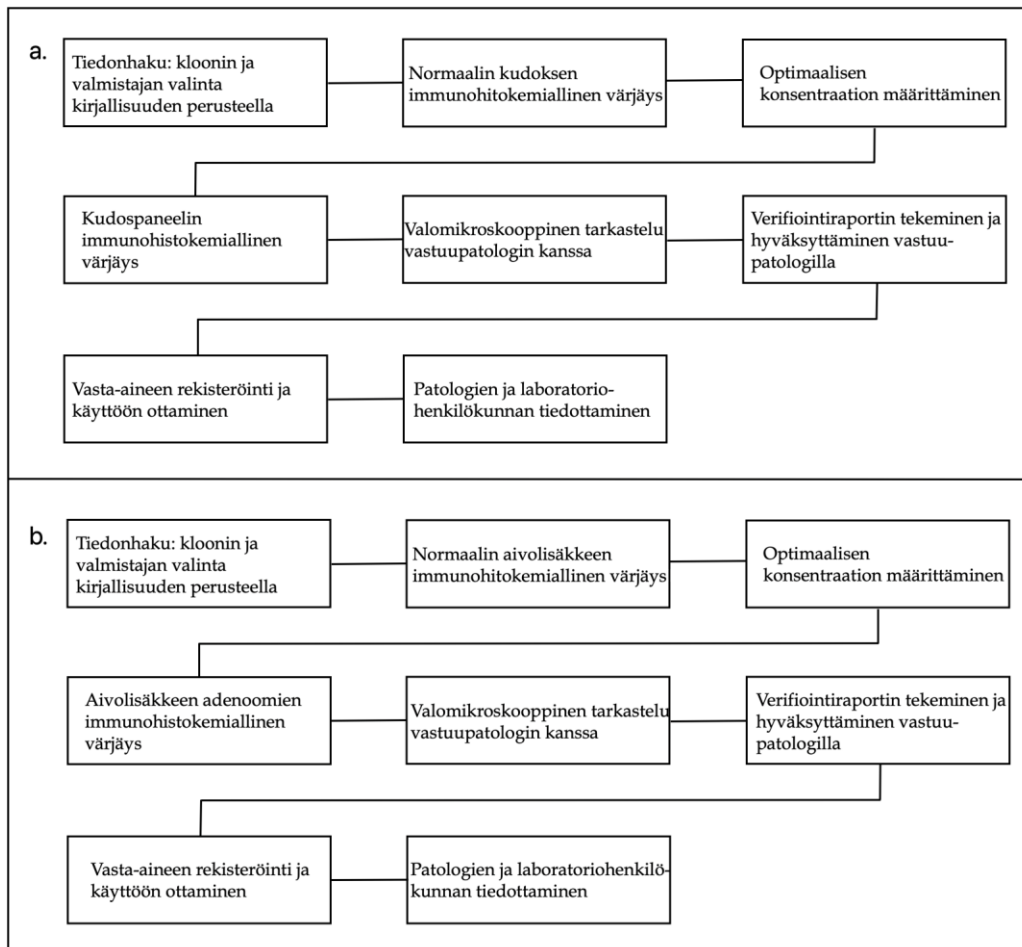 a.
Tiedonhaku: kloonin ja
valmistajan valinta
kirjallisuuden perusteella
Normaalin kudoksen
immunohitokemiallinen värjäys
Optimaalisen
konsentraation määrittäminen
Kudospaneelin
immunohistokemiallinen
värjäys
Valomikroskooppinen tarkastelu
vastuupatologin kanssa
Verifiointiraportin tekeminen ja
hyväksyttäminen vastuu-
patologilla
Vasta-aineen rekisteröinti ja
käyttöön ottaminen
Patologien ja laboratorio-
henkilökunnan tiedottaminen
b.
Tiedonhaku: kloonin ja
valmistajan valinta
kirjallisuuden perusteella
Normaalin aivolisäkkeen
immunohitokemiallinen värjäys
Optimaalisen
konsentraation määrittäminen
Aivolisäkkeen adenoomien
immunohistokemiallinen
värjäys
Valomikroskooppinen tarkastelu
vastuupatologin kanssa
Verifiointiraportin tekeminen ja
hyväksyttäminen vastuu-
patologilla
Vasta-aineen rekisteröinti ja
käyttöön ottaminen
Patologien ja laboratoriohenkilö-
kunnan tiedottaminen